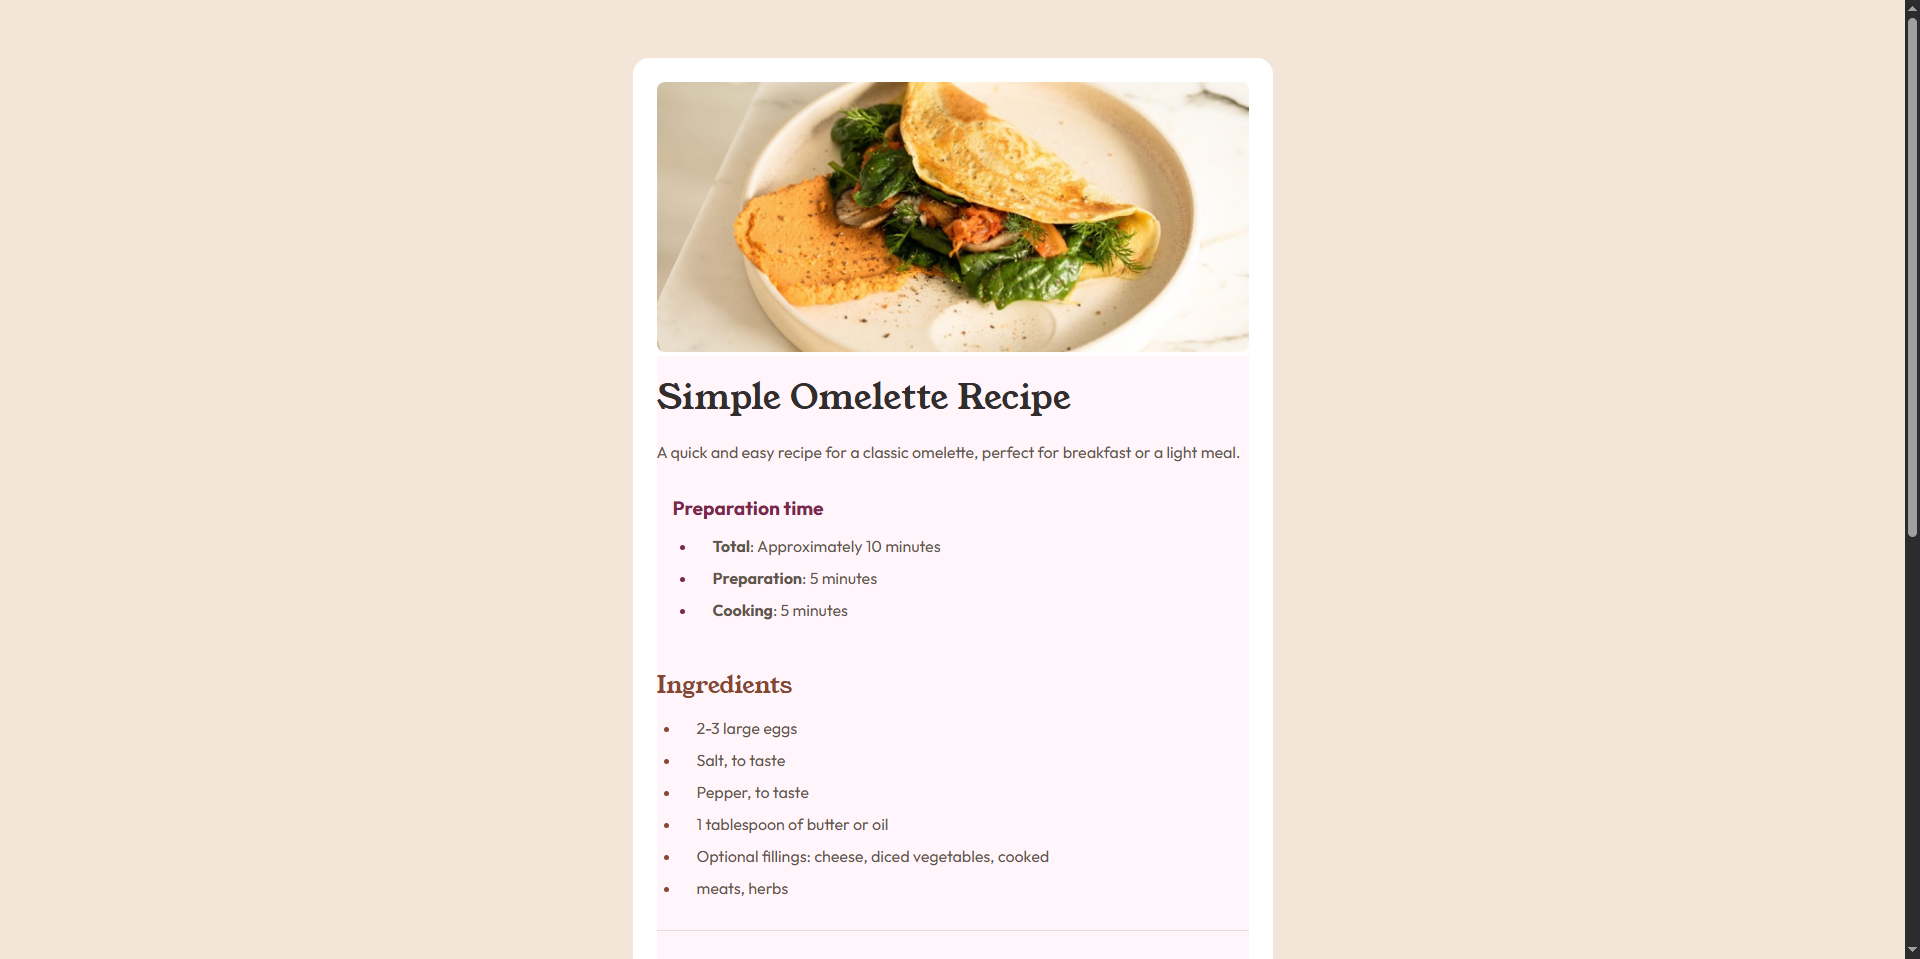 Simple Omelette Recipe
A quick and easy recipe for a classic omelette, perfect for breakfast or a light meal.
Preparation time
Total: Approximately 10 minutes
Preparation: 5 minutes
Cooking: 5 minutes
Ingredients
2-3 large eggs
Salt, to taste
Pepper, to taste
1 tablespoon of butter or oil
Optional fillings: cheese, diced vegetables, cooked
meats, herbs